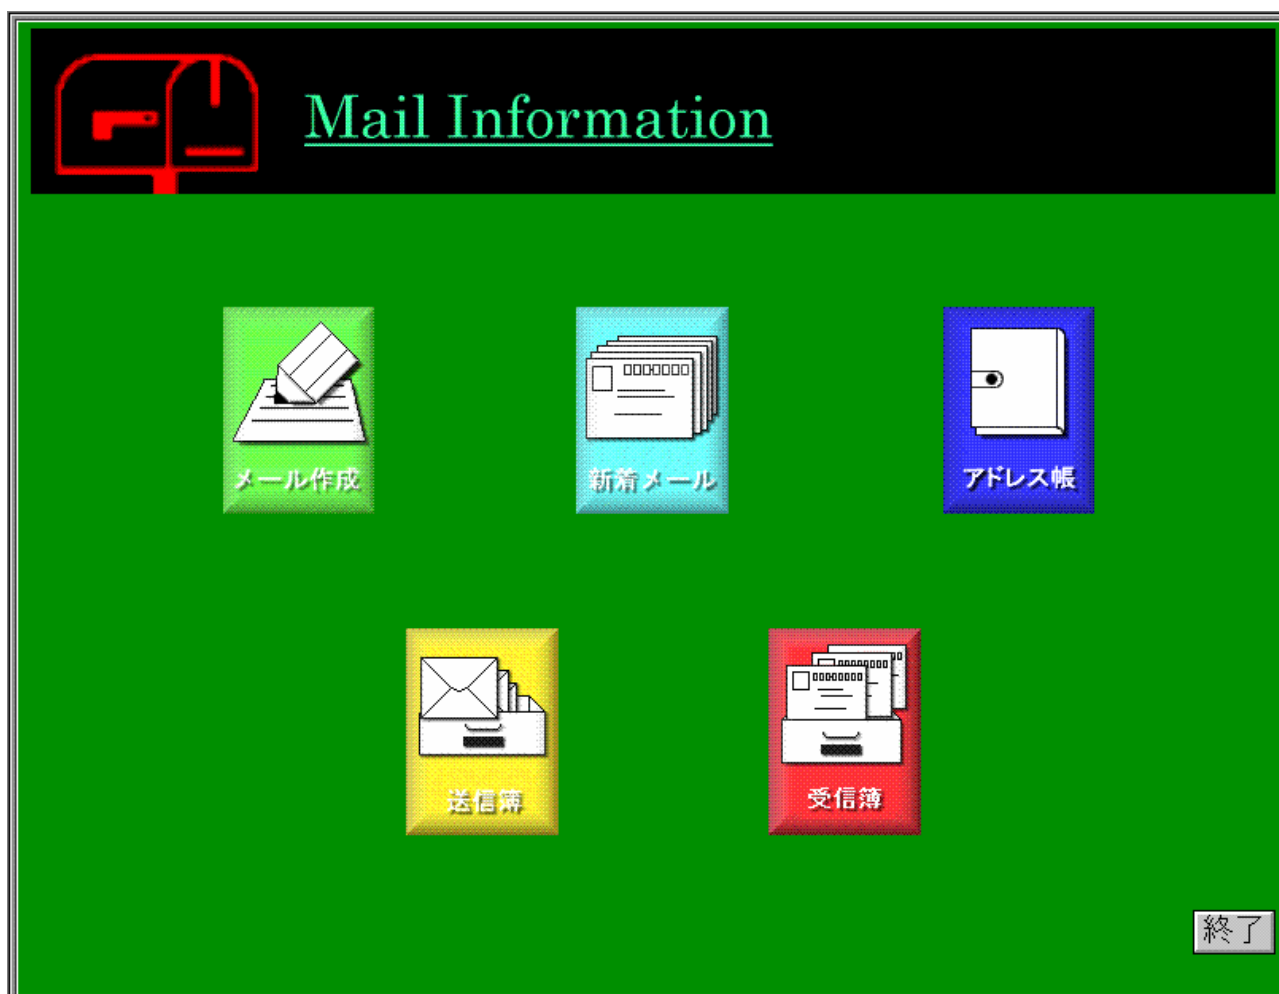 Mail Information
メール作成
新着メール
アドレス帳
送信簿
受信簿
終了